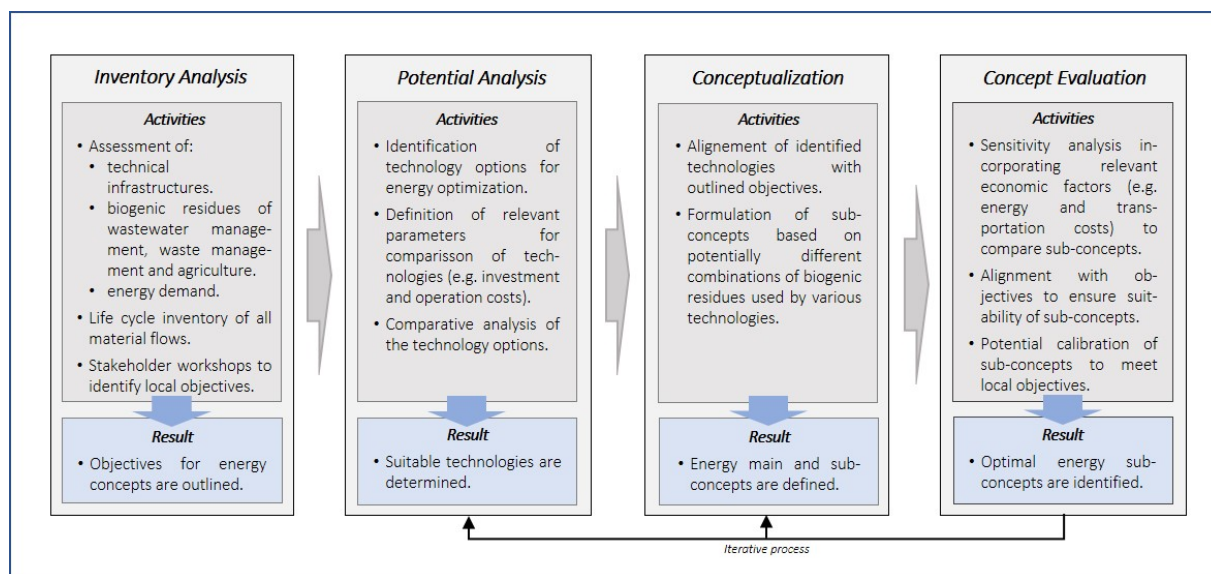 Inventory Analysis
Activities
• Assessment of:
• technical
infrastructures.
• biogenic residues of
wastewater manage-
ment, waste manage-
ment and agriculture.
• energy demand.
• Life cycle inventory of all
material flows.
• Stakeholder workshops to
identify local objectives.
Result
• Objectives for energy
concepts are outlined.
Potential Analysis
Activities
• Identification of
technology options for
energy optimization.
• Definition of relevant
parameters for
comparisson of tech-
nologies (e.g. investment
and operation costs).
• Comparative analysis of
the technology options.
Result
• Suitable technologies are
determined.
Conceptualization
Activities
• Alignement of identified
technologies with
outlined objectives.
• Formulation of sub-
concepts based on
potentially different
combinations of biogenic
residues used by various
technologies.
Result
• Energy main and sub-
concepts are defined.
Concept Evaluation
Activities
• Sensitivity analysis in-
corporating relevant
economic factors (e.g.
energy and trans-
portation costs) to
compare sub-concepts.
• Alignment with ob-
jectives to ensure suit-
ability of sub-concepts.
• Potential calibration of
sub-concepts to meet
local objectives.
Result
• Optimal energy sub-
concepts are identified.
Iterative process